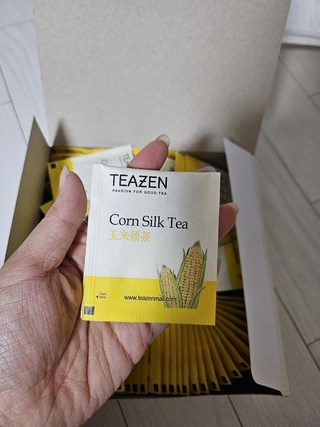 TEAZEN
PASSION FOR GOOD TEA
Corn Silk Tea
玉米须茶
www.teazenmall.com